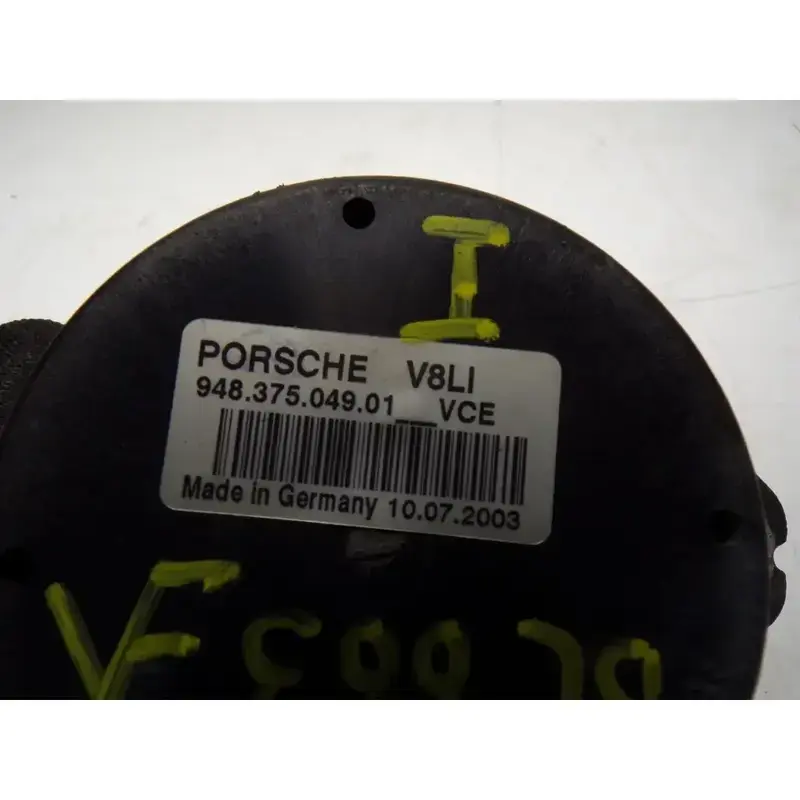 I
PORSCHE V8LI
948.375.049.01__VCE
Made in Germany 10.07.2003